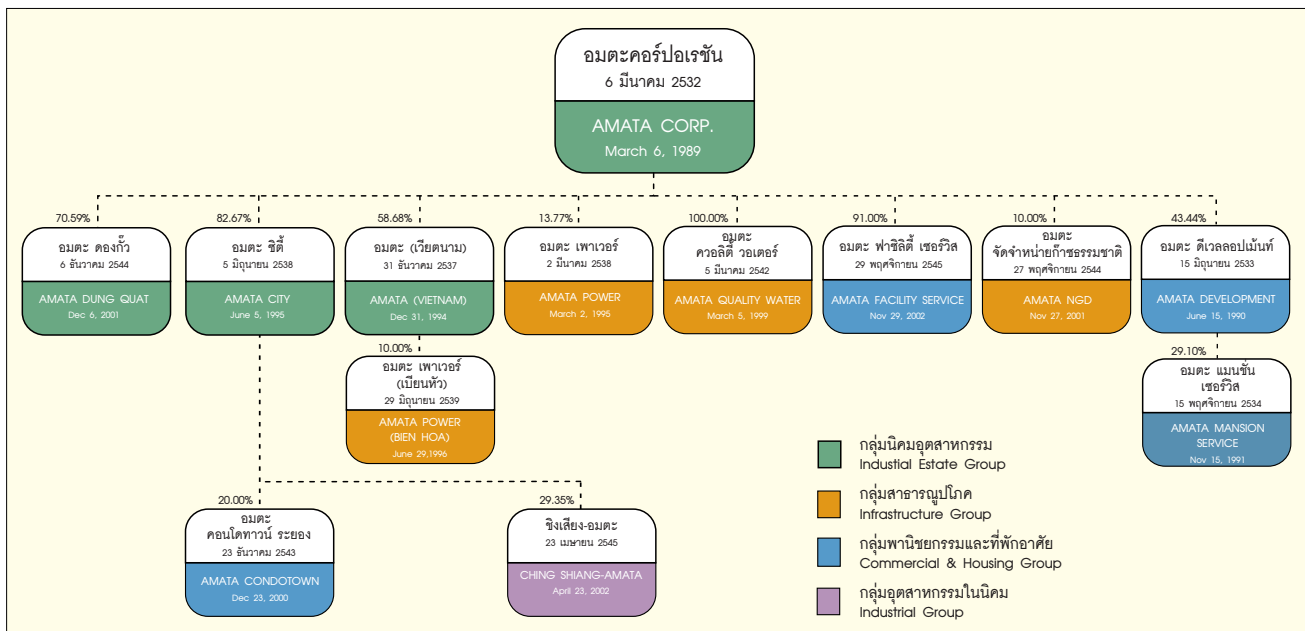 อมตะคอร์ปอเรชัน
6 มีนาคม 2532
AMATA CORP.
March 6, 1989
70.59%
อมตะ ดองกั๊ว
6 ธันวาคม 2544
AMATA DUNG QUAT
Dec 6, 2001
82.67%
อมตะ ซิตี้
5 มิถุนายน 2538
AMATA CITY
June 5, 1995
58.68%
อมตะ (เวียตนาม)
31 ธันวาคม 2537
AMATA (VIETNAM)
Dec 31, 1994
13.77%
อมตะ เพาเวอร์
2 มีนาคม 2538
AMATA POWER
March 2, 1995
100.00%
อมตะ
ควอลิตี้ วอเตอร์
5 มีนาคม 2542
AMATA QUALITY WATER
March 5, 1999
91.00%
อมตะ ฟาซิลิตี้ เซอร์วิส
29 พฤศจิกายน 2545
AMATA FACILITY SERVICE
Nov 29, 2002
10.00%
อมตะ
จัดจำหน่ายก๊าซธรรมชาติ
27 พฤศจิกายน 2544
AMATA NGD
Nov 27, 2001
43.44%
อมตะ ดีเวลลอปเม้นท์
15 มิถุนายน 2533
AMATA DEVELOPMENT
June 15, 1990
10.00%
อมตะ เพาเวอร์
(เบียนหัว)
29 มิถุนายน 2539
AMATA POWER
(BIEN HOA)
June 29,1996
29.10%
อมตะ แมนชั่น
เซอร์วิส
15 พฤศจิกายน 2534
AMATA MANSION
SERVICE
Nov 15, 1991
20.00%
อมตะ
คอนโดทาวน์ ระยอง
23 ธันวาคม 2543
AMATA CONDOTOWN
Dec 23, 2000
29.35%
ชิงเสียง-อมตะ
23 เมษายน 2545
CHING SHIANG-AMATA
April 23, 2002
กลุ่มนิคมอุตสาหกรรม
Industial Estate Group
กลุ่มสาธารณูปโภค
Infrastructure Group
กลุ่มพานิชยกรรมและที่พักอาศัย
Commercial & Housing Group
กลุ่มอุตสาหกรรมในนิคม
Industrial Group